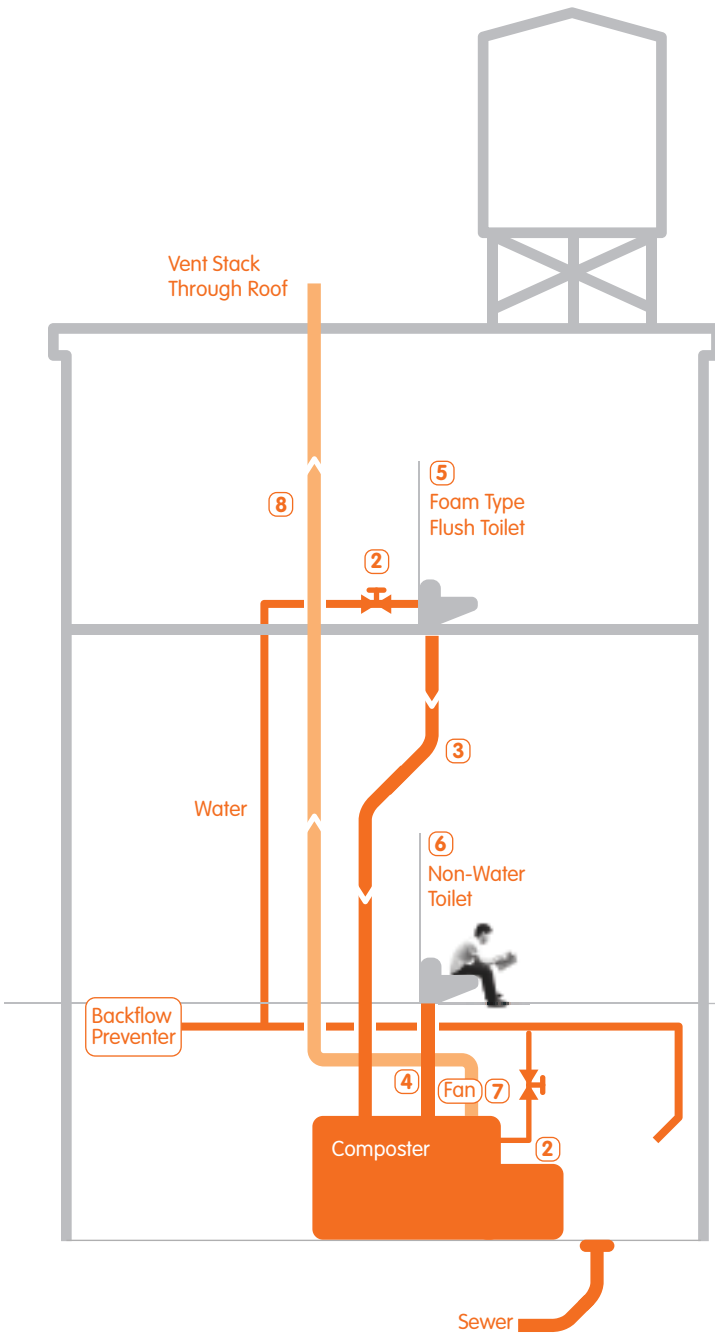 Vent Stack
Through Roof
5
8
Foam Type
Flush Toilet
2
3
Water
6
Non-Water
Toilet
Backflow
Preventer
4
Fan
7
Composter
2
Sewer